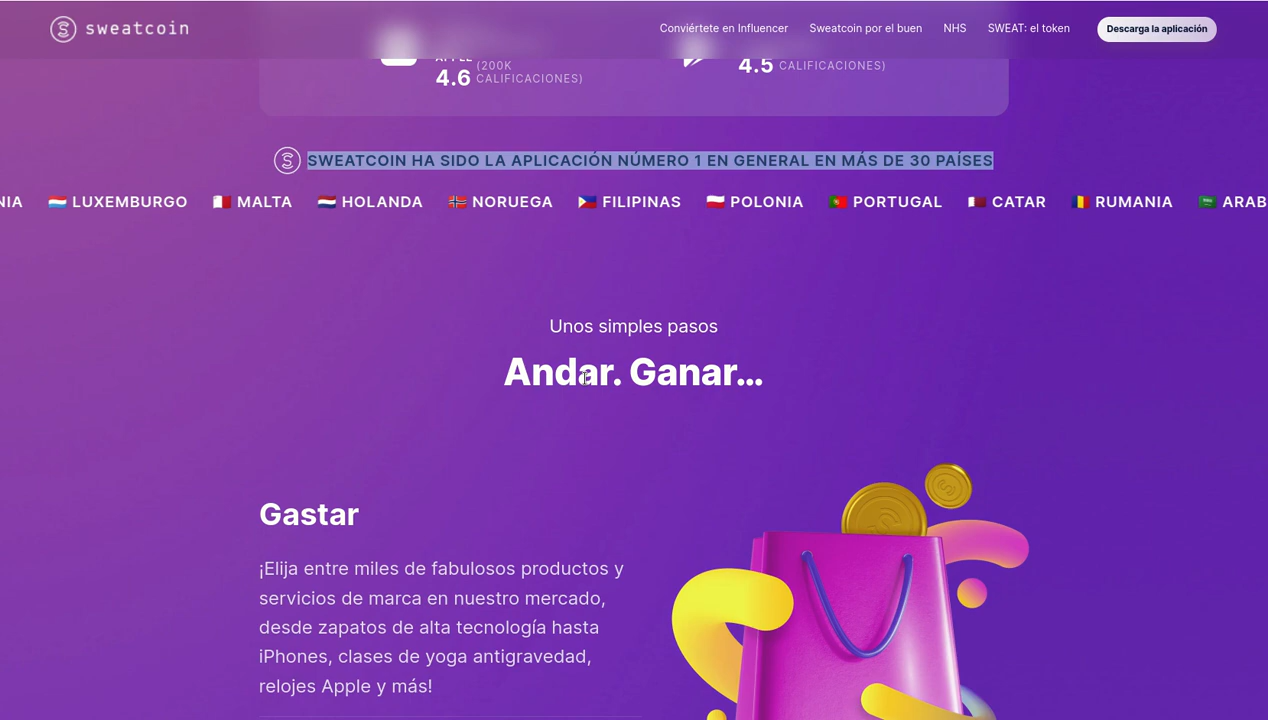 sweatcoin
Conviértete en Influencer
Sweatcoin por el buen
NHS
SWEAT: el token
Descarga la aplicación
(200K
4.6 CALIFICACIONES)
4.5 CALIFICACIONES)
SWEATCOIN HA SIDO LA APLICACIÓN NÚMERO 1 EN GENERAL EN MÁS DE 30 PAÍSES
NIA LUXEMBURGO MALTA HOLANDA NORUEGA FILIPINAS POLONIA PORTUGAL CATAR RUMANIA ARAB
Unos simples pasos
Andar. Ganar...
Gastar
¡Elija entre miles de fabulosos productos y
servicios de marca en nuestro mercado,
desde zapatos de alta tecnología hasta
iPhones, clases de yoga antigravedad,
relojes Apple y más!